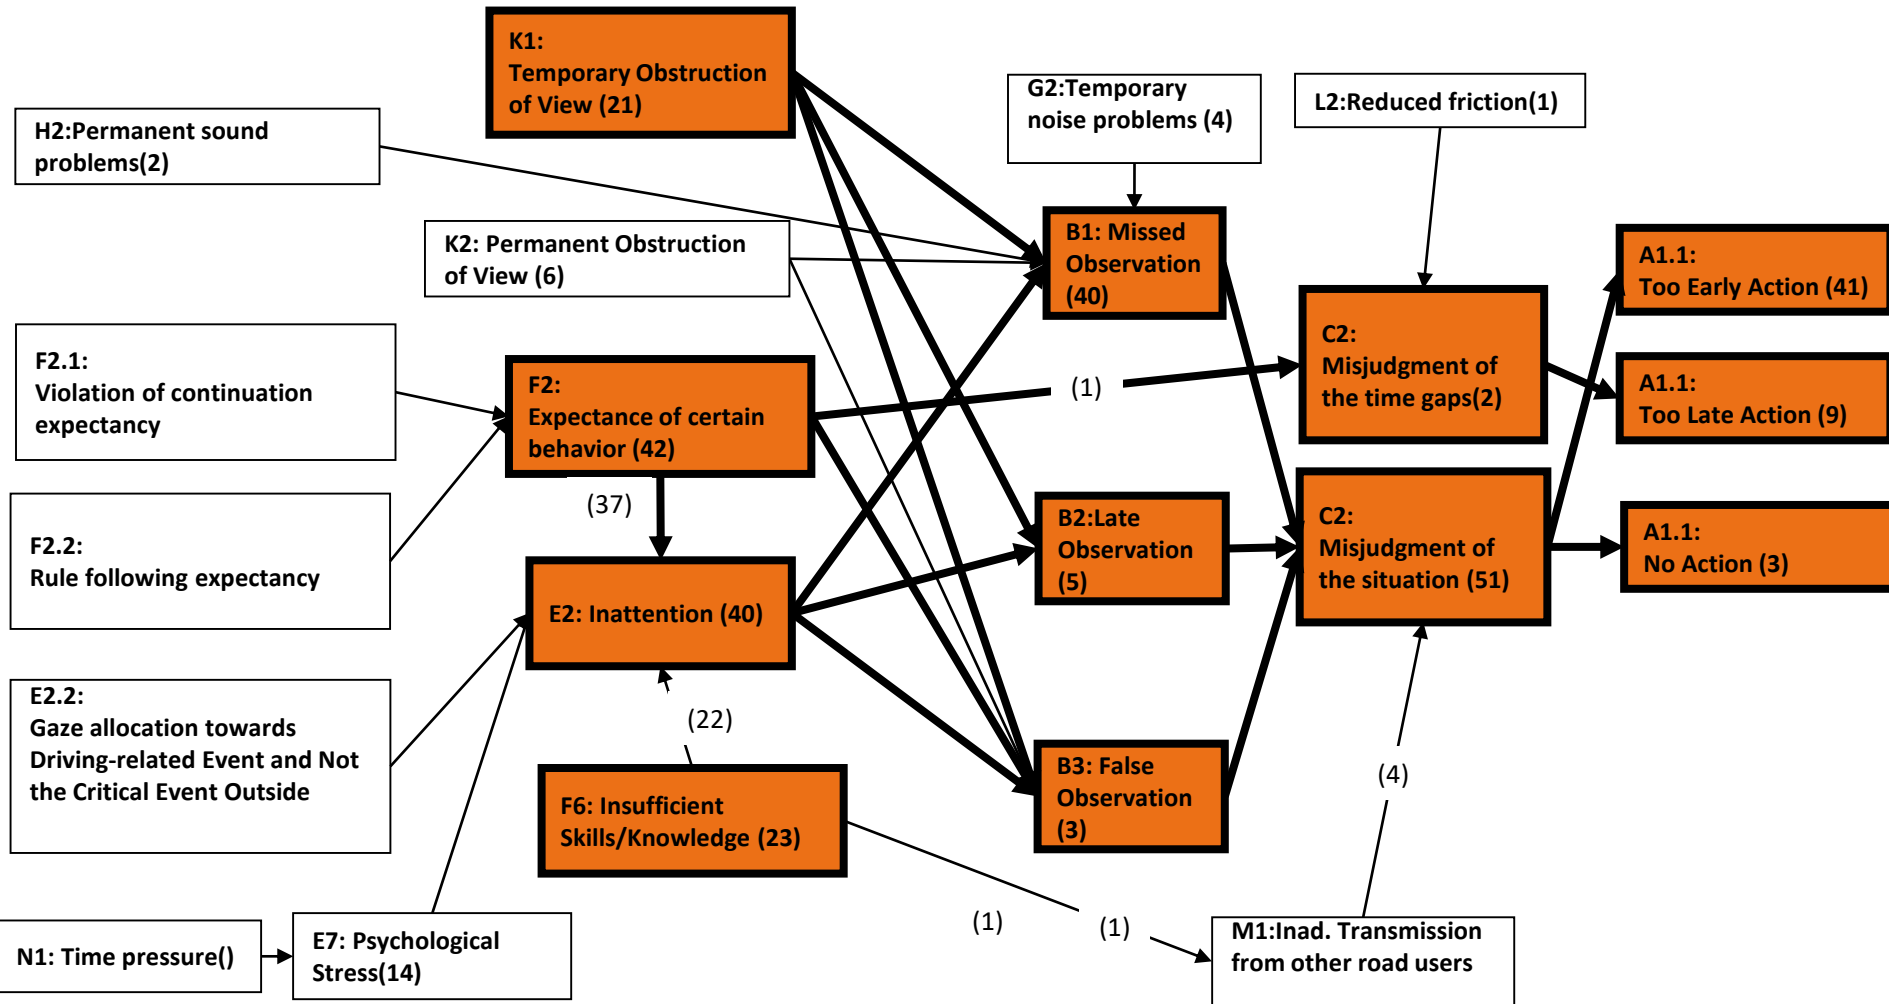 K1:
Temporary Obstruction
of View (21)
G2:Temporary
noise problems (4)
L2:Reduced friction(1)
H2:Permanent sound
problems(2)
K2: Permanent Obstruction
of View (6)
B1: Missed
Observation
(40)
A1.1:
Too Early Action (41)
F2.1:
Violation of continuation
expectancy
F2:
Expectance of certain
behavior (42)
(1)
C2:
Misjudgment of
the time gaps(2)
A1.1:
Too Late Action (9)
(37)
F2.2:
Rule following expectancy
B2:Late
Observation
(5)
C2:
Misjudgment of
the situation (51)
A1.1:
No Action (3)
E2: Inattention (40)
E2.2:
Gaze allocation towards
Driving-related Event and Not
the Critical Event Outside
(22)
F6: Insufficient
Skills/Knowledge (23)
B3: False
Observation
(3)
(4)
N1: Time pressure()
E7: Psychological
Stress(14)
(1)
(1)
M1:Inad. Transmission
from other road users